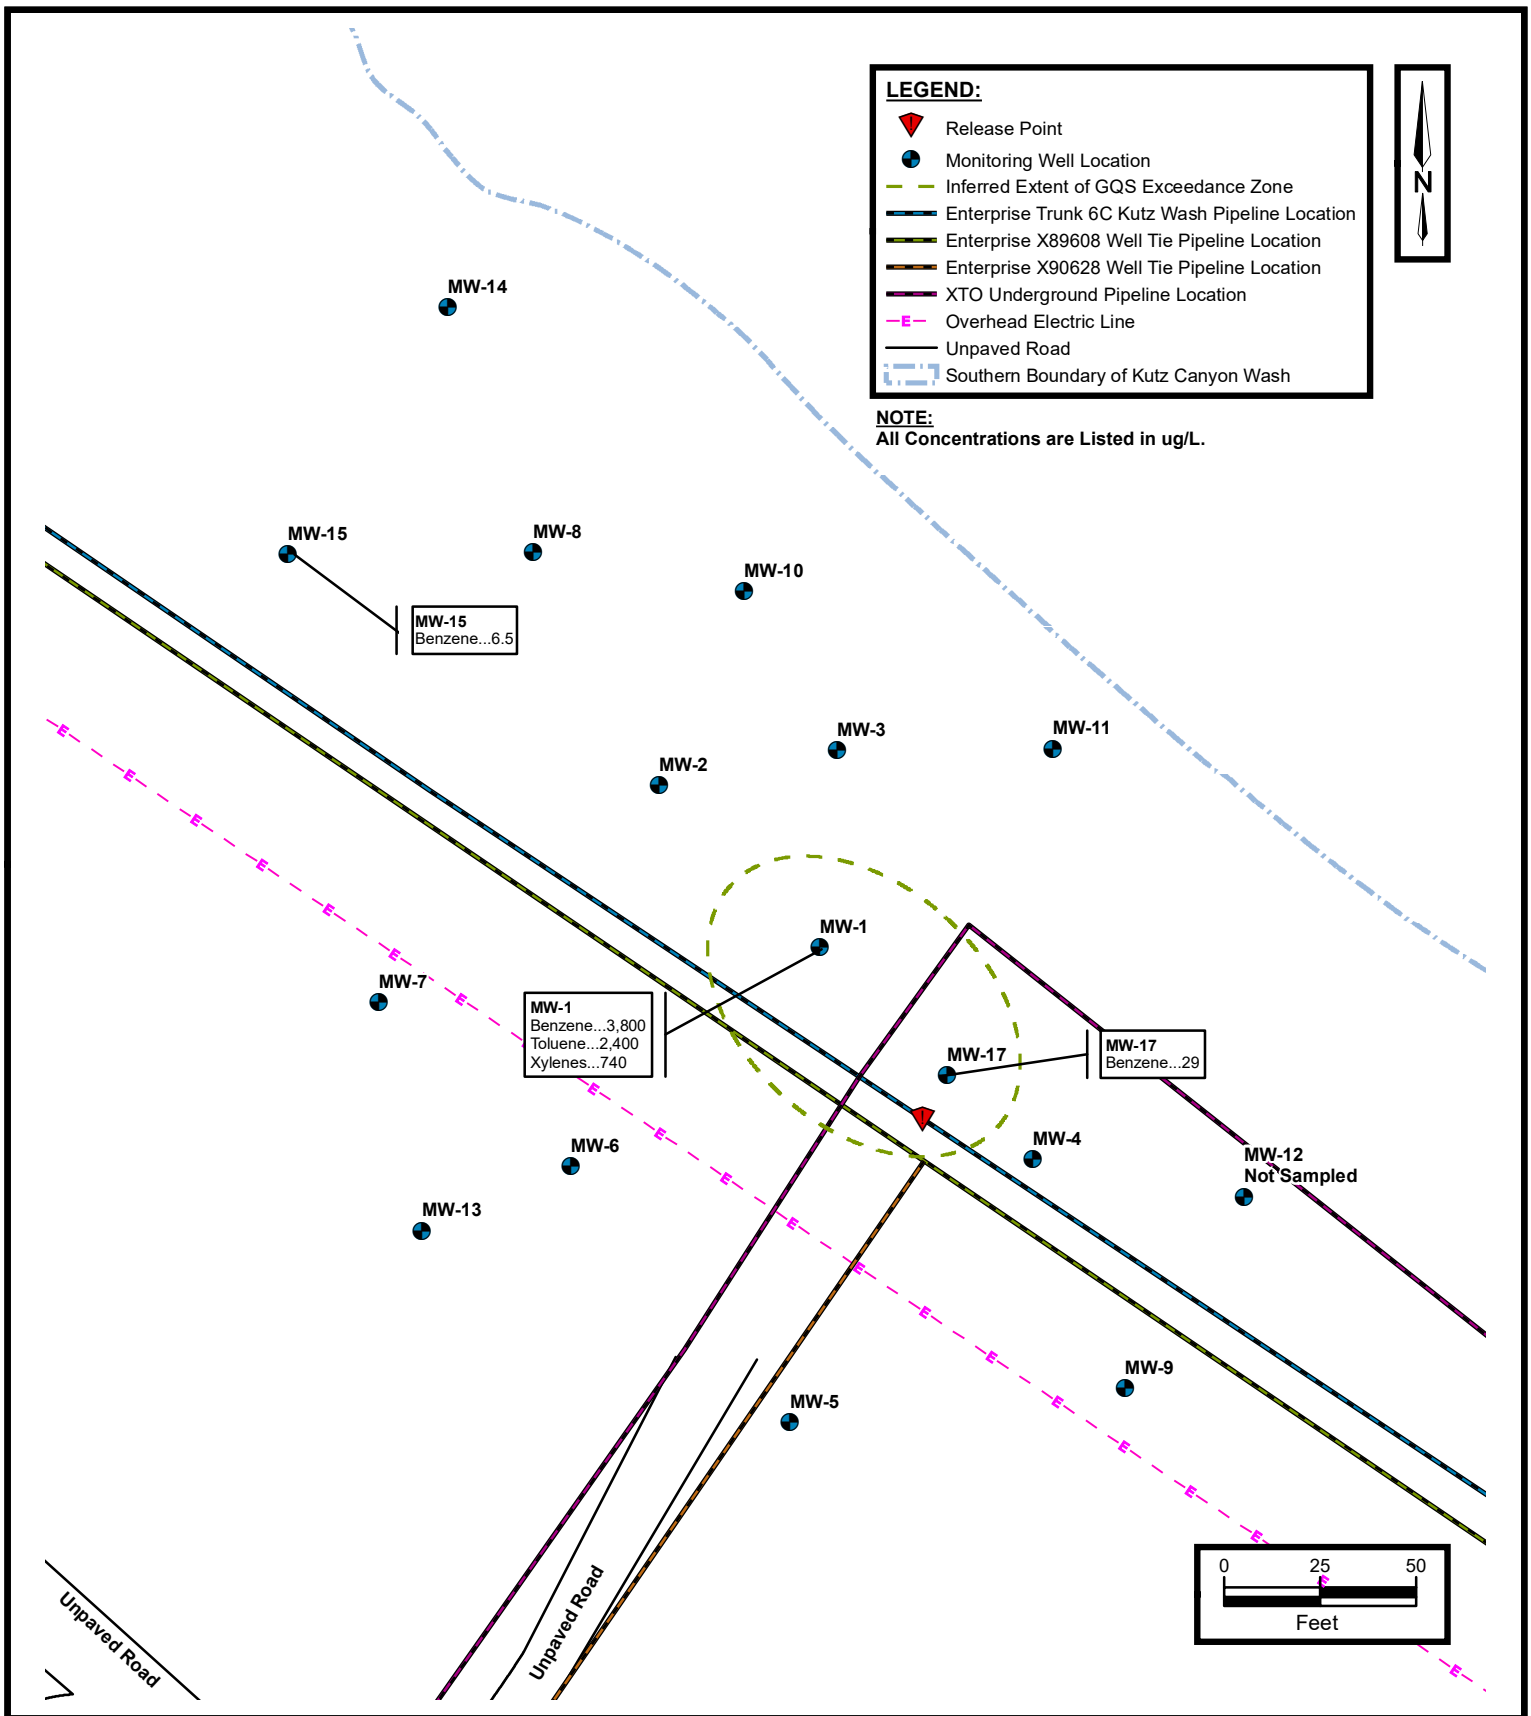 LEGEND:
Release Point
Monitoring Well Location
Inferred Extent of GQS Exceedance Zone
Enterprise Trunk 6C Kutz Wash Pipeline Location
Enterprise X89608 Well Tie Pipeline Location
Enterprise X90628 Well Tie Pipeline Location
XTO Underground Pipeline Location
E
Overhead Electric Line
Unpaved Road
Southern Boundary of Kutz Canyon Wash
N
NOTE:
All Concentrations are Listed in ug/L.
MW-14
MW-15
MW-8
MW-10
MW-15
Benzene...6.5
MW-3
MW-11
MW-2
E
E
E
E
E
E
E
MW-1
MW-7
MW-1
Benzene...3,800
Toluene...2,400
Xylenes...740
MW-17
MW-17
Benzene...29
E
E
E
E
E
E
E
E
E
E
E
E
E
MW-6
MW-4
MW-12
Not Sampled
MW-13
MW-9
MW-5
0 25 50
Feet
Unpaved Road
Unpaved Road